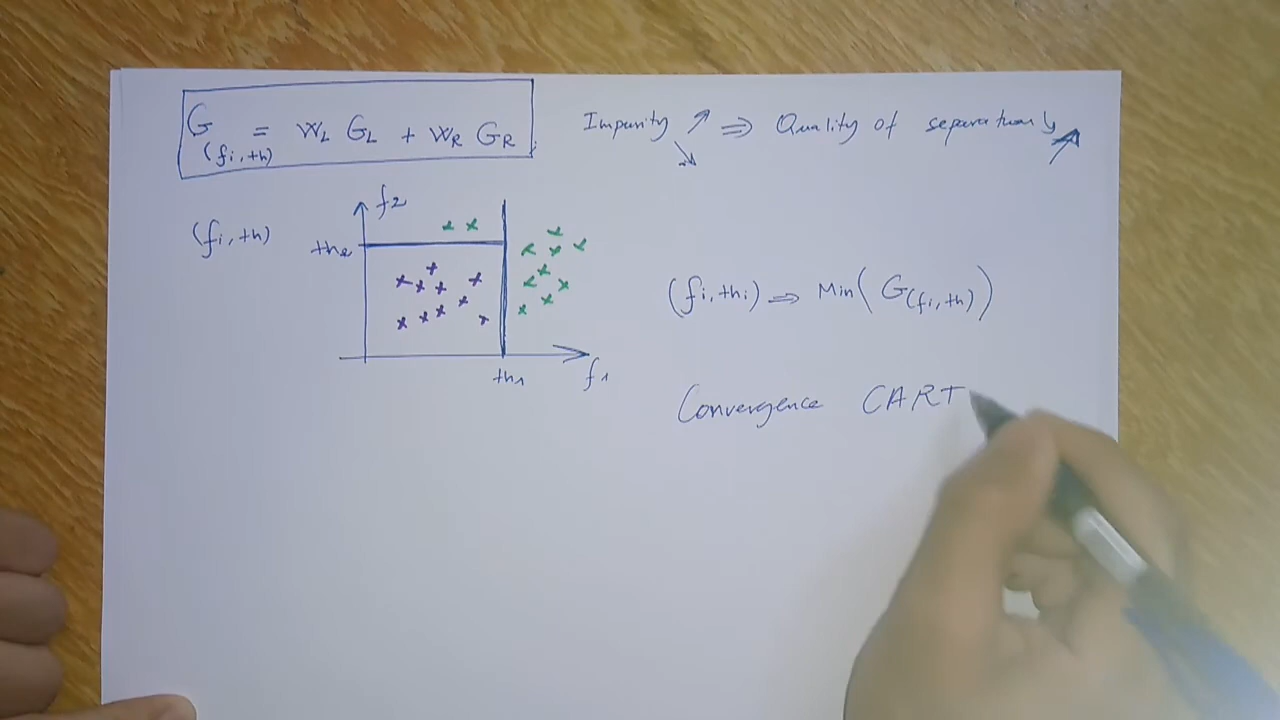 G(fi,th) = WL GL + WR GR
Impurity ↗ ⇒ Quality of separation ↘ ↗
↘
(fi,th)
f2
th2
th1
f1
(fi,thi) ⇒ Min(G(fi,th))
Convergence CART